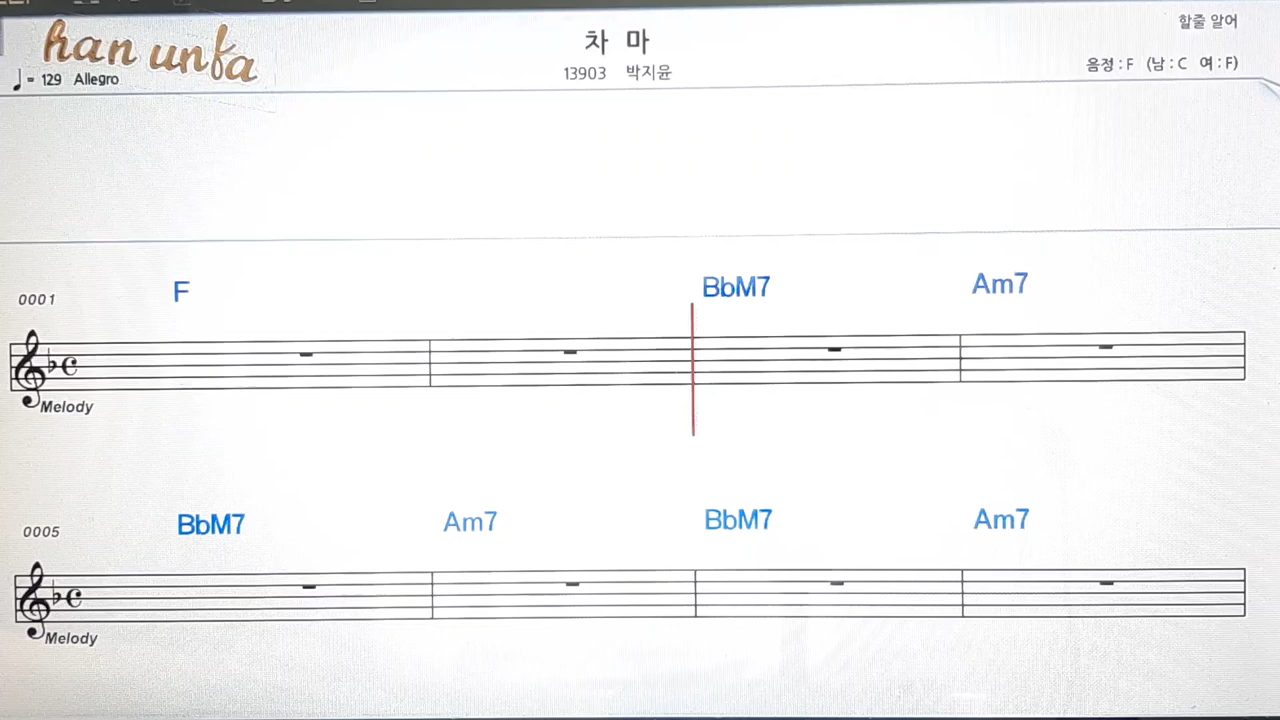 han unfa
♩= 129 Allegro
차 마
13903 박지윤
할줄 알어
음정 : F (남 : C 여 : F)
0001
F
BbM7
Am7
Melody
0005
BbM7
Am7
BbM7
Am7
Melody